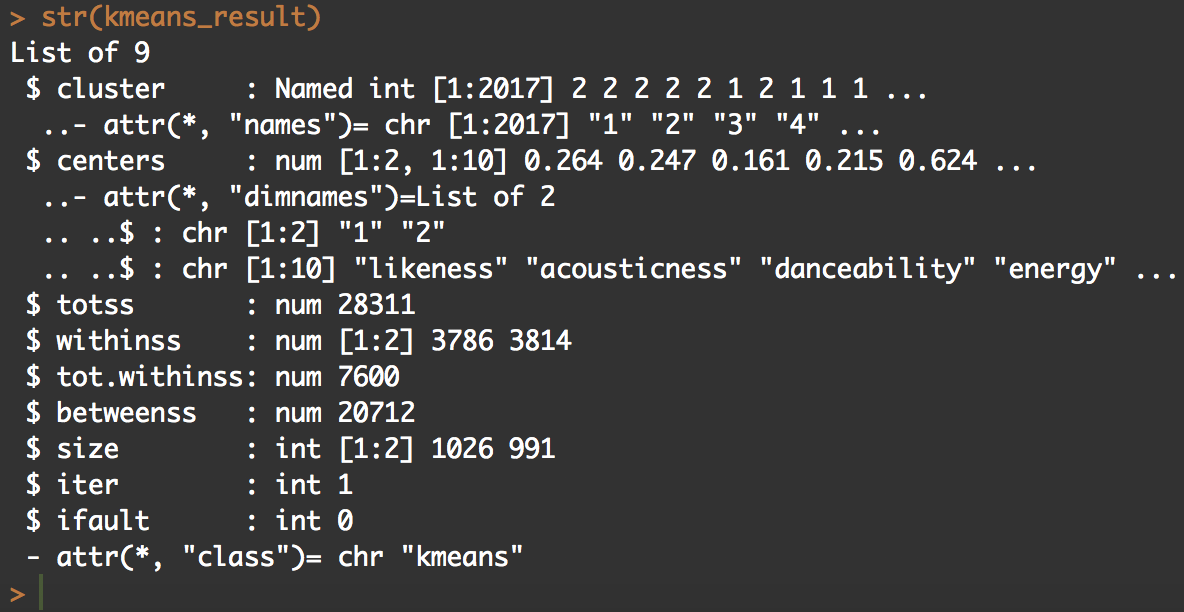 > str(kmeans_result)
List of 9
 $ cluster     : Named int [1:2017] 2 2 2 2 2 1 2 1 1 1 ...
  ..- attr(*, "names")= chr [1:2017] "1" "2" "3" "4" ...
 $ centers     : num [1:2, 1:10] 0.264 0.247 0.161 0.215 0.624 ...
  ..- attr(*, "dimnames")=List of 2
  .. ..$ : chr [1:2] "1" "2"
  .. ..$ : chr [1:10] "likeness" "acousticness" "danceability" "energy" ...
 $ totss       : num 28311
 $ withinss    : num [1:2] 3786 3814
 $ tot.withinss: num 7600
 $ betweenss   : num 20712
 $ size        : int [1:2] 1026 991
 $ iter        : int 1
 $ ifault      : int 0
 - attr(*, "class")= chr "kmeans"
>